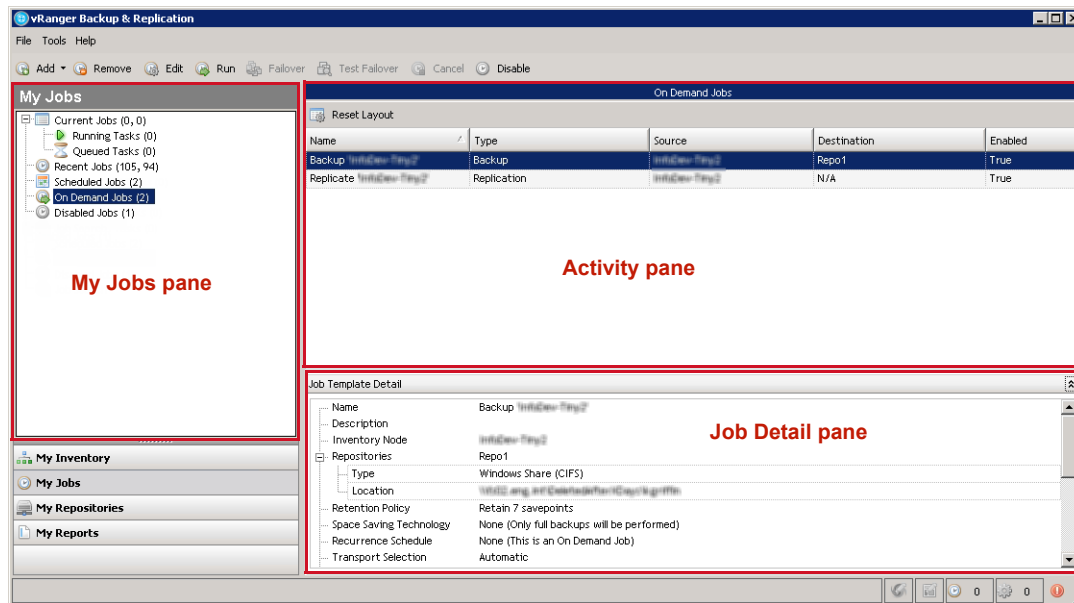 vRanger Backup & Replication
File Tools Help
Add Remove Edit Run Failover Test Failover Cancel Disable
My Jobs
Current Jobs (0, 0)
Running Tasks (0)
Queued Tasks (0)
Recent Jobs (105, 94)
Scheduled Jobs (2)
On Demand Jobs (2)
Disabled Jobs (1)
My Jobs pane
My Inventory
My Jobs
My Repositories
My Reports
On Demand Jobs
Reset Layout
Name Type Source Destination Enabled
Backup Backup Repo1 True
Replicate Replication N/A True
Activity pane
Job Template Detail
Name Backup
Description
Inventory Node
Repositories Repo1
Type Windows Share (CIFS)
Location
Retention Policy Retain 7 savepoints
Space Saving Technology None (Only full backups will be performed)
Recurrence Schedule None (This is an On Demand Job)
Transport Selection Automatic
Job Detail pane
0 0